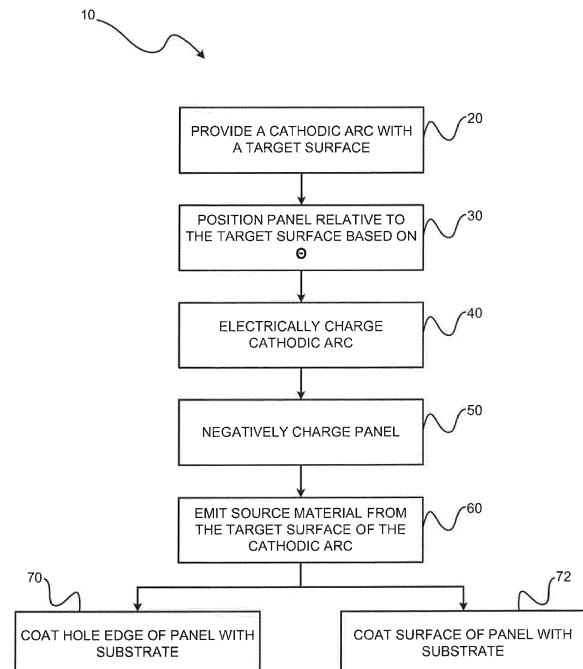 10
PROVIDE A CATHODIC ARC WITH
A TARGET SURFACE
20
POSITION PANEL RELATIVE TO
THE TARGET SURFACE BASED ON
Θ
30
ELECTRICALLY CHARGE
CATHODIC ARC
40
NEGATIVELY CHARGE PANEL
50
EMIT SOURCE MATERIAL FROM
THE TARGET SURFACE OF THE
CATHODIC ARC
60
70
COAT HOLE EDGE OF PANEL WITH
SUBSTRATE
72
COAT SURFACE OF PANEL WITH
SUBSTRATE